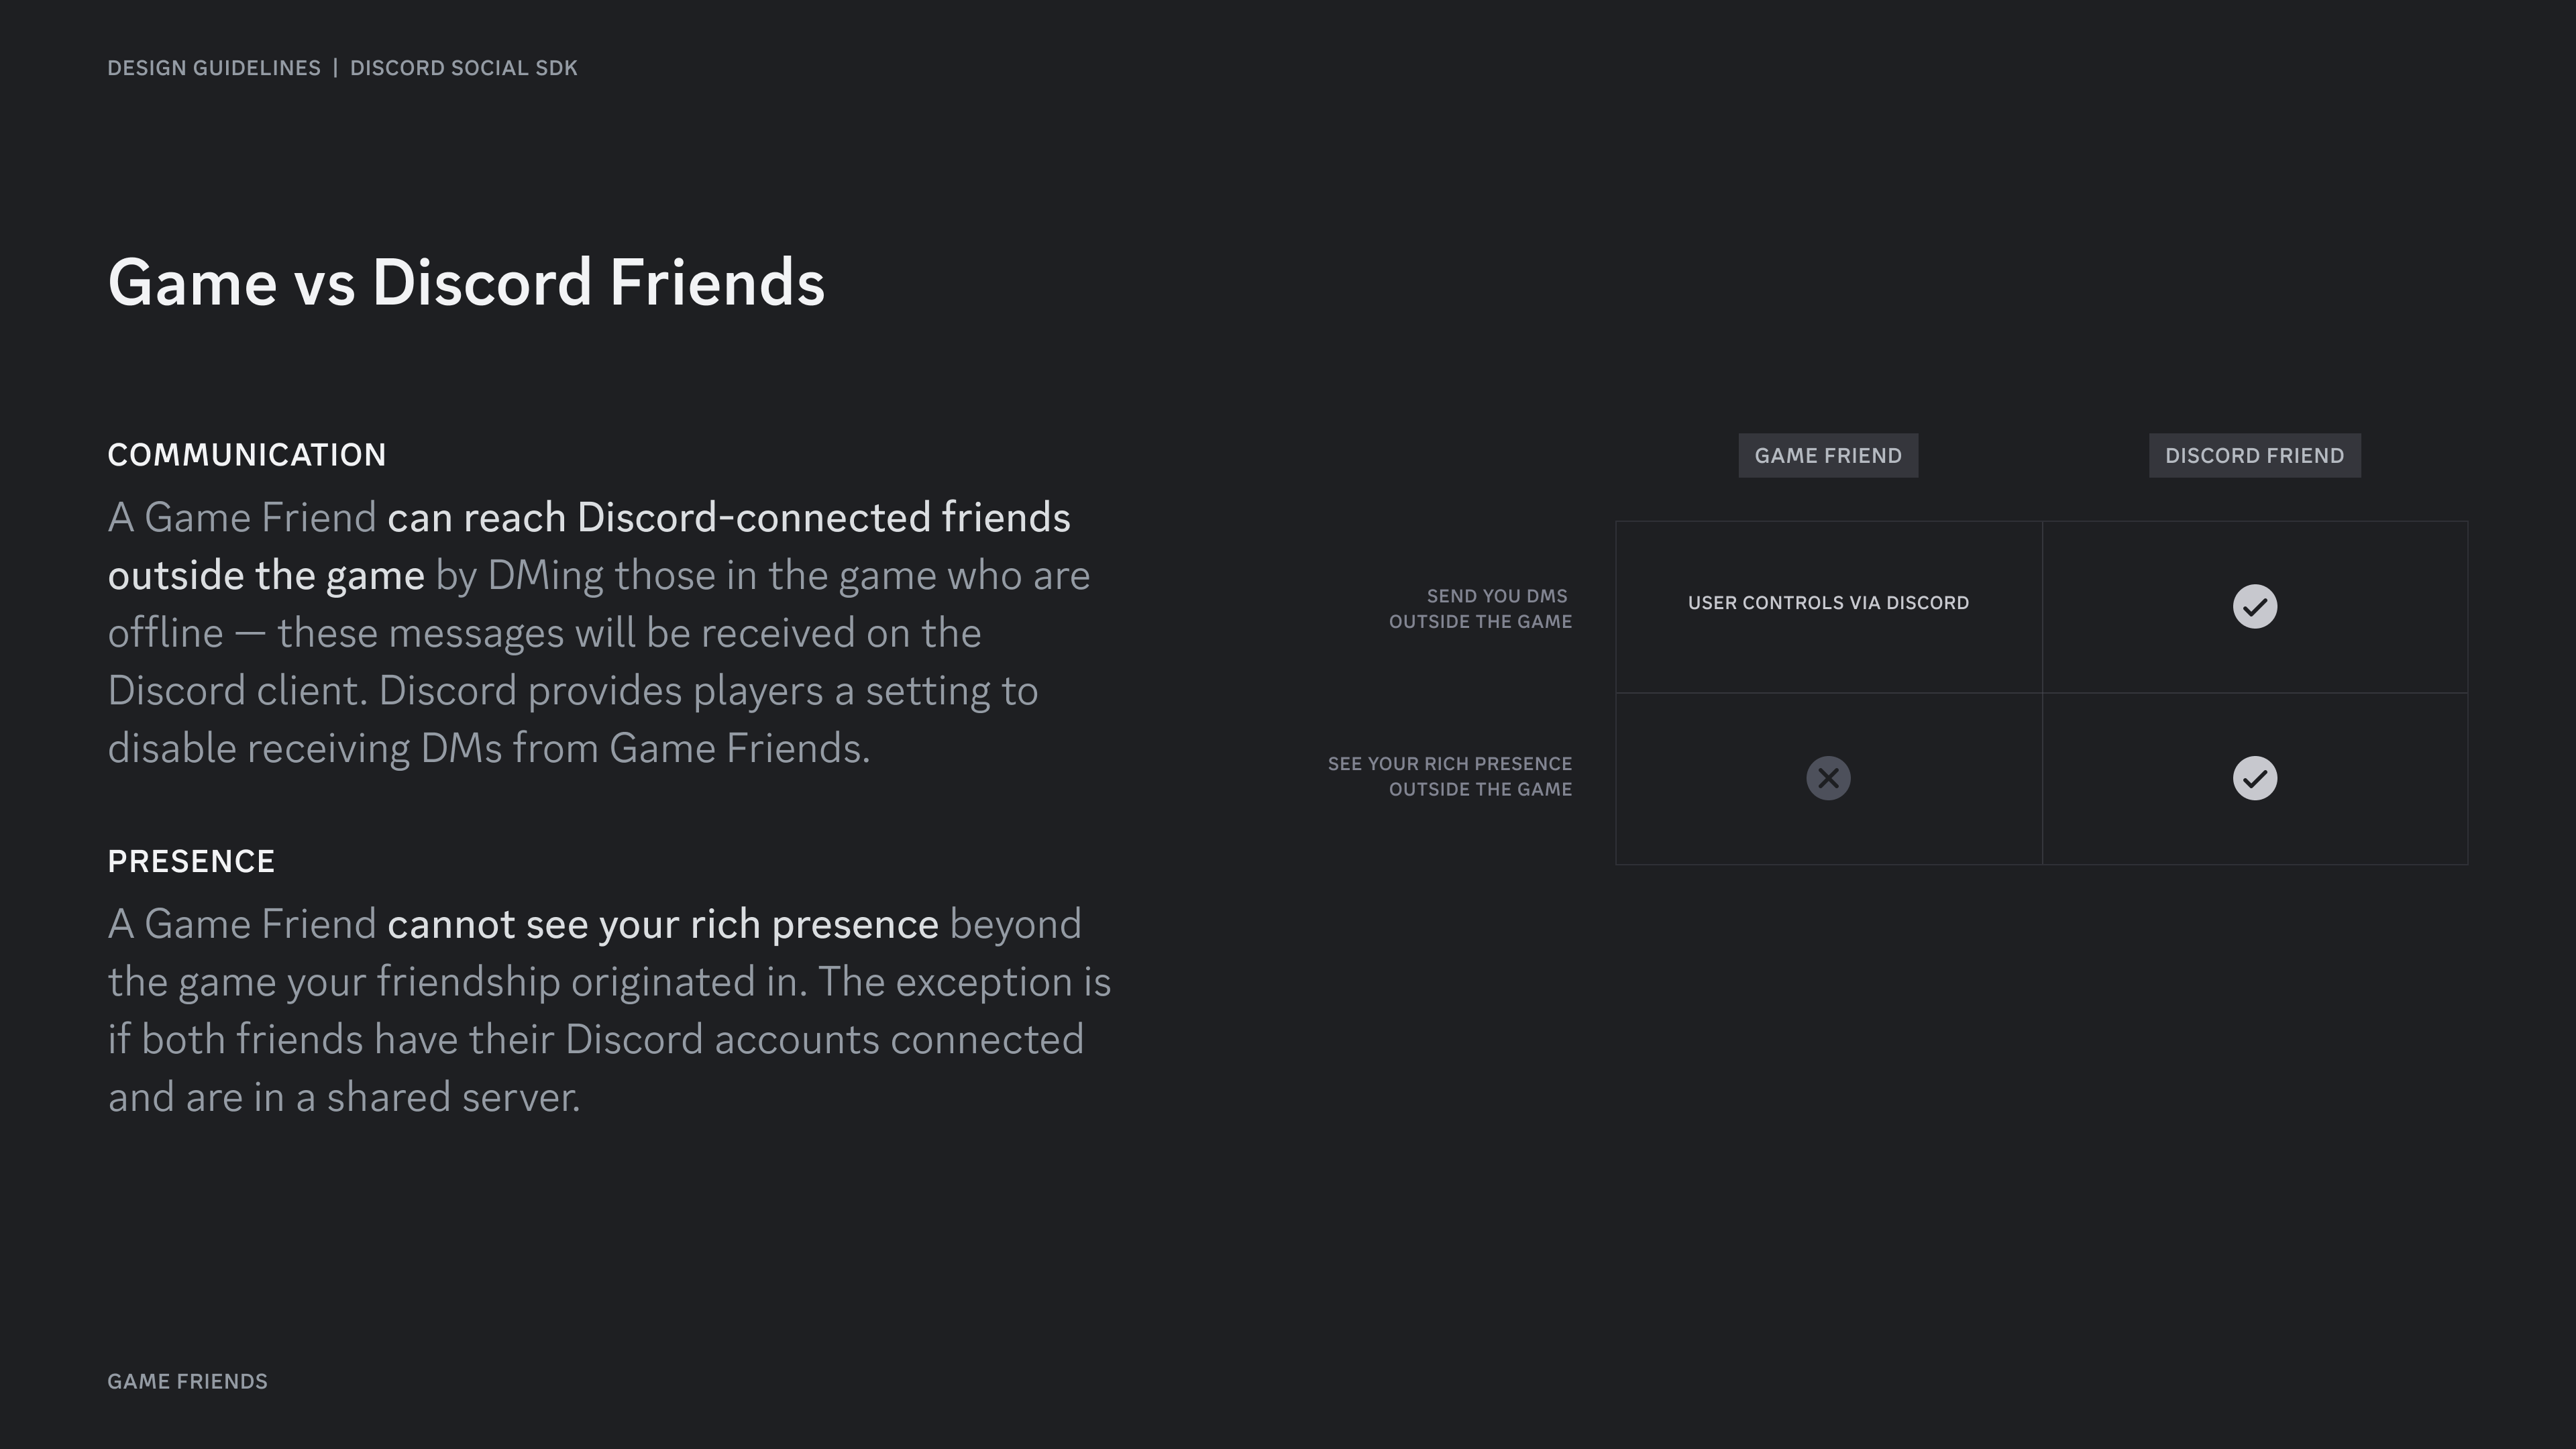 DESIGN GUIDELINES | DISCORD SOCIAL SDK
Game vs Discord Friends
COMMUNICATION
A Game Friend can reach Discord-connected friends
outside the game by DMing those in the game who are
offline — these messages will be received on the
Discord client. Discord provides players a setting to
disable receiving DMs from Game Friends.
PRESENCE
A Game Friend cannot see your rich presence beyond
the game your friendship originated in. The exception is
if both friends have their Discord accounts connected
and are in a shared server.
GAME FRIEND
DISCORD FRIEND
SEND YOU DMS
OUTSIDE THE GAME
USER CONTROLS VIA DISCORD
SEE YOUR RICH PRESENCE
OUTSIDE THE GAME
GAME FRIENDS